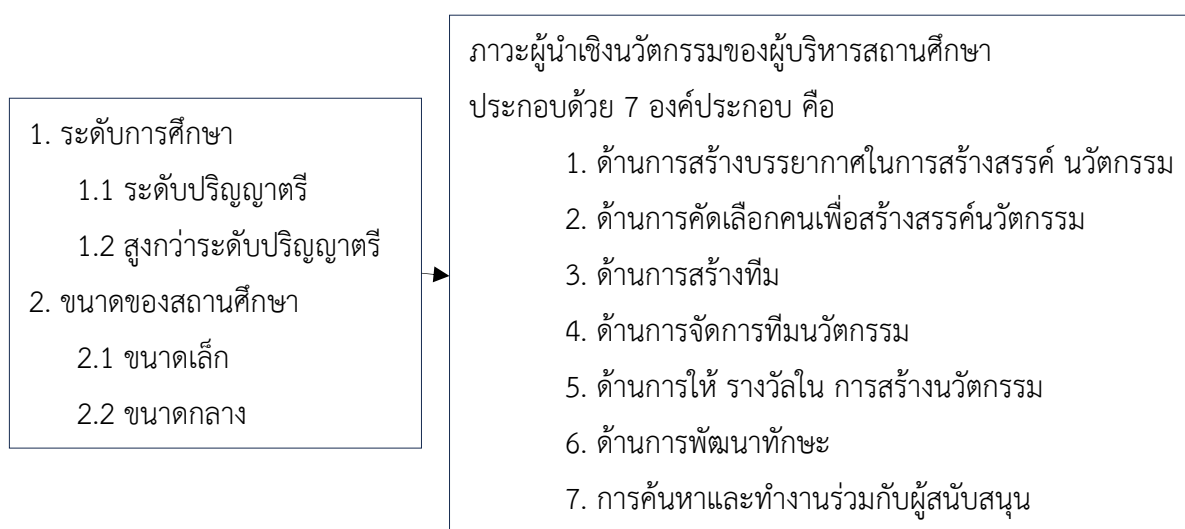 1. ระดับการศึกษา
1.1 ระดับปริญญาตรี
1.2 สูงกว่าระดับปริญญาตรี
2. ขนาดของสถานศึกษา
2.1 ขนาดเล็ก
2.2 ขนาดกลาง
ภาวะผู้นำเชิงนวัตกรรมของผู้บริหารสถานศึกษา
ประกอบด้วย 7 องค์ประกอบ คือ
1. ด้านการสร้างบรรยากาศในการสร้างสรรค์ นวัตกรรม
2. ด้านการคัดเลือกคนเพื่อสร้างสรรค์นวัตกรรม
3. ด้านการสร้างทีม
4. ด้านการจัดการทีมนวัตกรรม
5. ด้านการให้ รางวัลใน การสร้างนวัตกรรม
6. ด้านการพัฒนาทักษะ
7. การค้นหาและทำงานร่วมกับผู้สนับสนุน